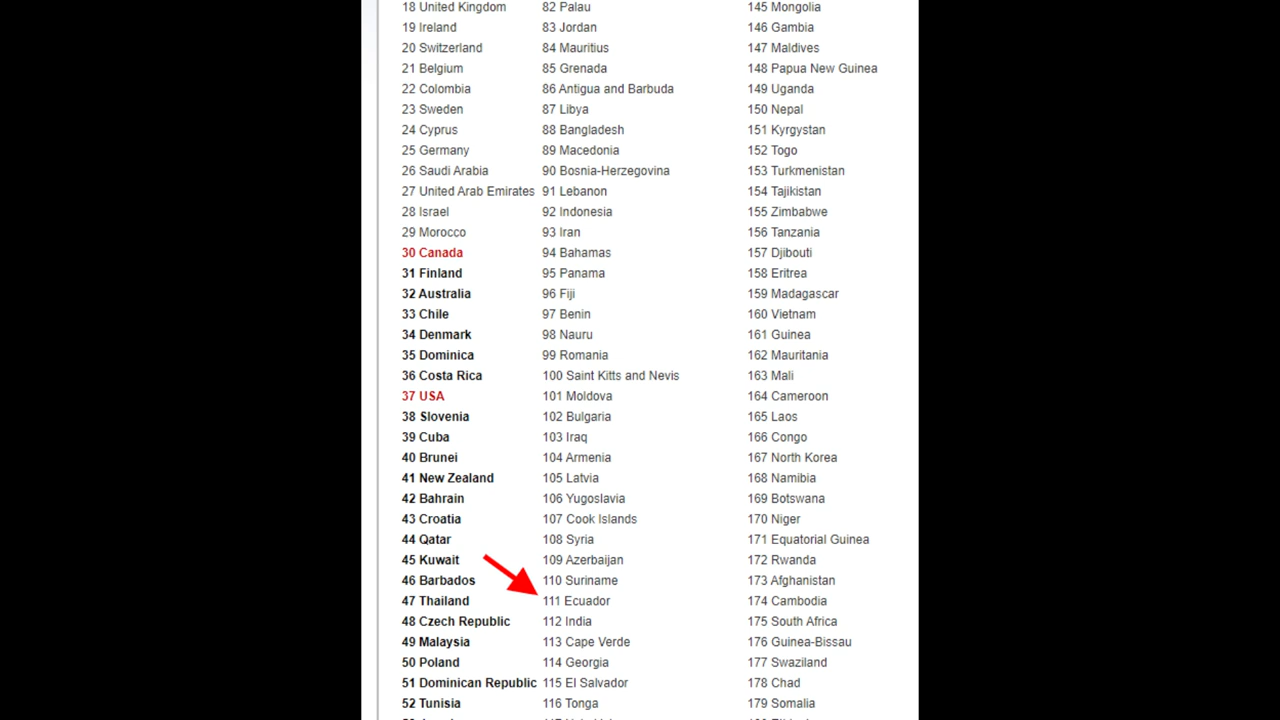 18 United Kingdom 82 Palau 145 Mongolia
19 Ireland 83 Jordan 146 Gambia
20 Switzerland 84 Mauritius 147 Maldives
21 Belgium 85 Grenada 148 Papua New Guinea
22 Colombia 86 Antigua and Barbuda 149 Uganda
23 Sweden 87 Libya 150 Nepal
24 Cyprus 88 Bangladesh 151 Kyrgystan
25 Germany 89 Macedonia 152 Togo
26 Saudi Arabia 90 Bosnia-Herzegovina 153 Turkmenistan
27 United Arab Emirates 91 Lebanon 154 Tajikistan
28 Israel 92 Indonesia 155 Zimbabwe
29 Morocco 93 Iran 156 Tanzania
30 Canada 94 Bahamas 157 Djibouti
31 Finland 95 Panama 158 Eritrea
32 Australia 96 Fiji 159 Madagascar
33 Chile 97 Benin 160 Vietnam
34 Denmark 98 Nauru 161 Guinea
35 Dominica 99 Romania 162 Mauritania
36 Costa Rica 100 Saint Kitts and Nevis 163 Mali
37 USA 101 Moldova 164 Cameroon
38 Slovenia 102 Bulgaria 165 Laos
39 Cuba 103 Iraq 166 Congo
40 Brunei 104 Armenia 167 North Korea
41 New Zealand 105 Latvia 168 Namibia
42 Bahrain 106 Yugoslavia 169 Botswana
43 Croatia 107 Cook Islands 170 Niger
44 Qatar 108 Syria 171 Equatorial Guinea
45 Kuwait 109 Azerbaijan 172 Rwanda
46 Barbados 110 Suriname 173 Afghanistan
47 Thailand 111 Ecuador 174 Cambodia
48 Czech Republic 112 India 175 South Africa
49 Malaysia 113 Cape Verde 176 Guinea-Bissau
50 Poland 114 Georgia 177 Swaziland
51 Dominican Republic 115 El Salvador 178 Chad
52 Tunisia 116 Tonga 179 Somalia